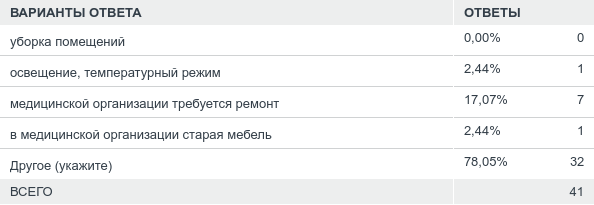 ВАРИАНТЫ ОТВЕТА ОТВЕТЫ
уборка помещений 0,00% 0
освещение, температурный режим 2,44% 1
медицинской организации требуется ремонт 17,07% 7
в медицинской организации старая мебель 2,44% 1
Другое (укажите) 78,05% 32
ВСЕГО 41